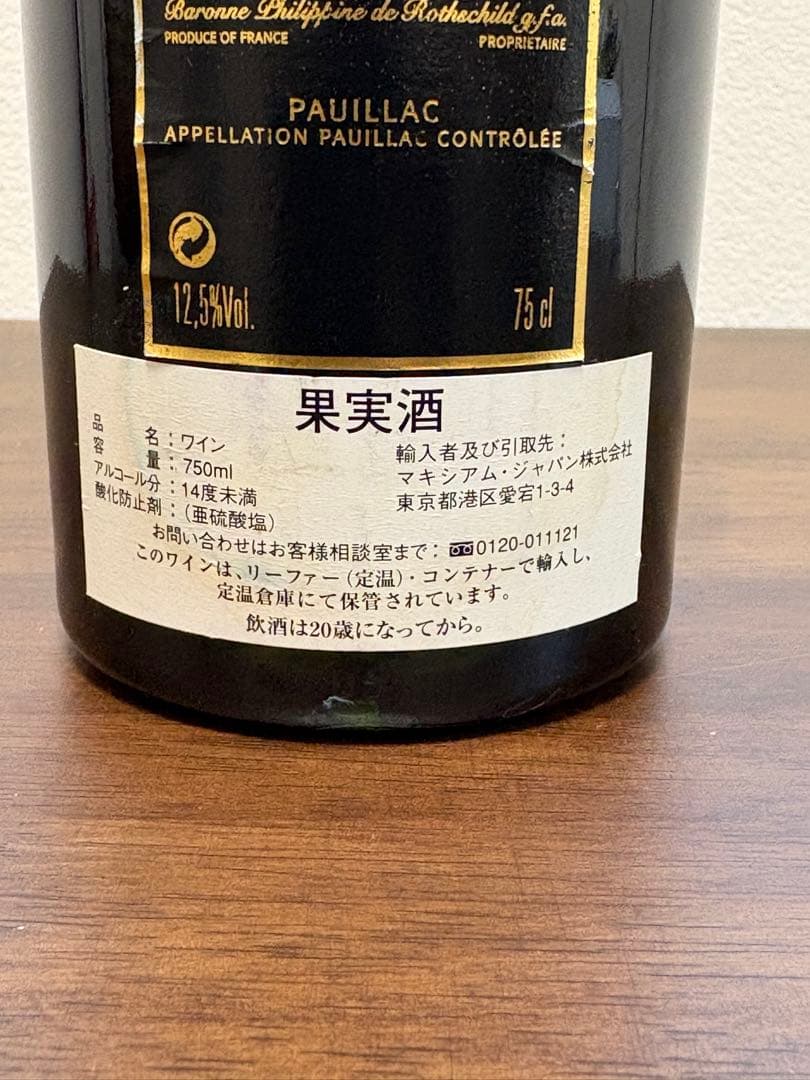 Baronne Philippine de Rothschild g.f.a.
PRODUCE OF FRANCE
PROPRIETAIRE
PAUILLAC
APPELLATION PAUILLAC CONTRÔLÉE
12,5%Vol.
75 cl
果実酒
品名：ワイン
容量：750ml
アルコール分：14度未満
酸化防止剤：（亜硫酸塩）
輸入者及び引取先：
マキシアム・ジャパン株式会社
東京都港区愛宕1-3-4
お問い合わせはお客様相談室まで：0120-011121
このワインは、リーファー（定温）・コンテナーで輸入し、
定温倉庫にて保管されています。
飲酒は20歳になってから。